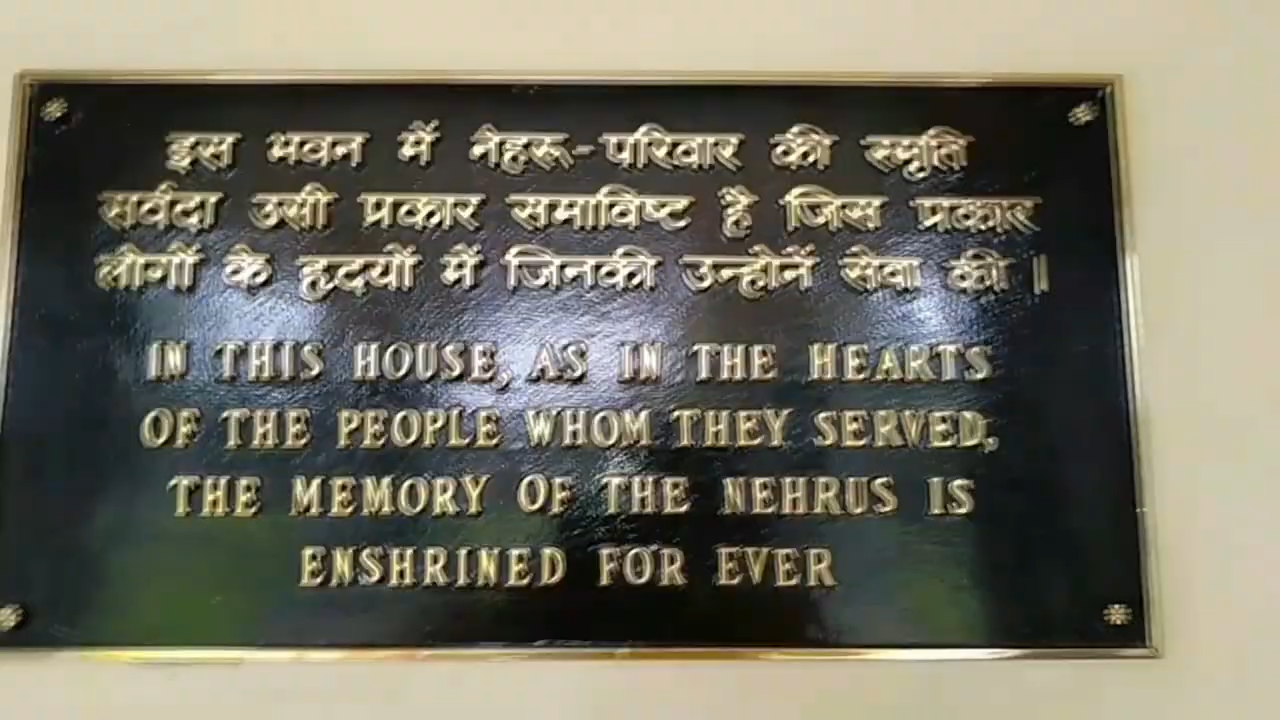 इस भवन में नेहरू-परिवार की स्मृति
सर्वदा उसी प्रकार समाविष्ट है जिस प्रकार
लोगों के हृदयों में जिनकी उन्होनें सेवा की ॥
IN THIS HOUSE, AS IN THE HEARTS
OF THE PEOPLE WHOM THEY SERVED,
THE MEMORY OF THE NEHRUS IS
ENSHRINED FOR EVER